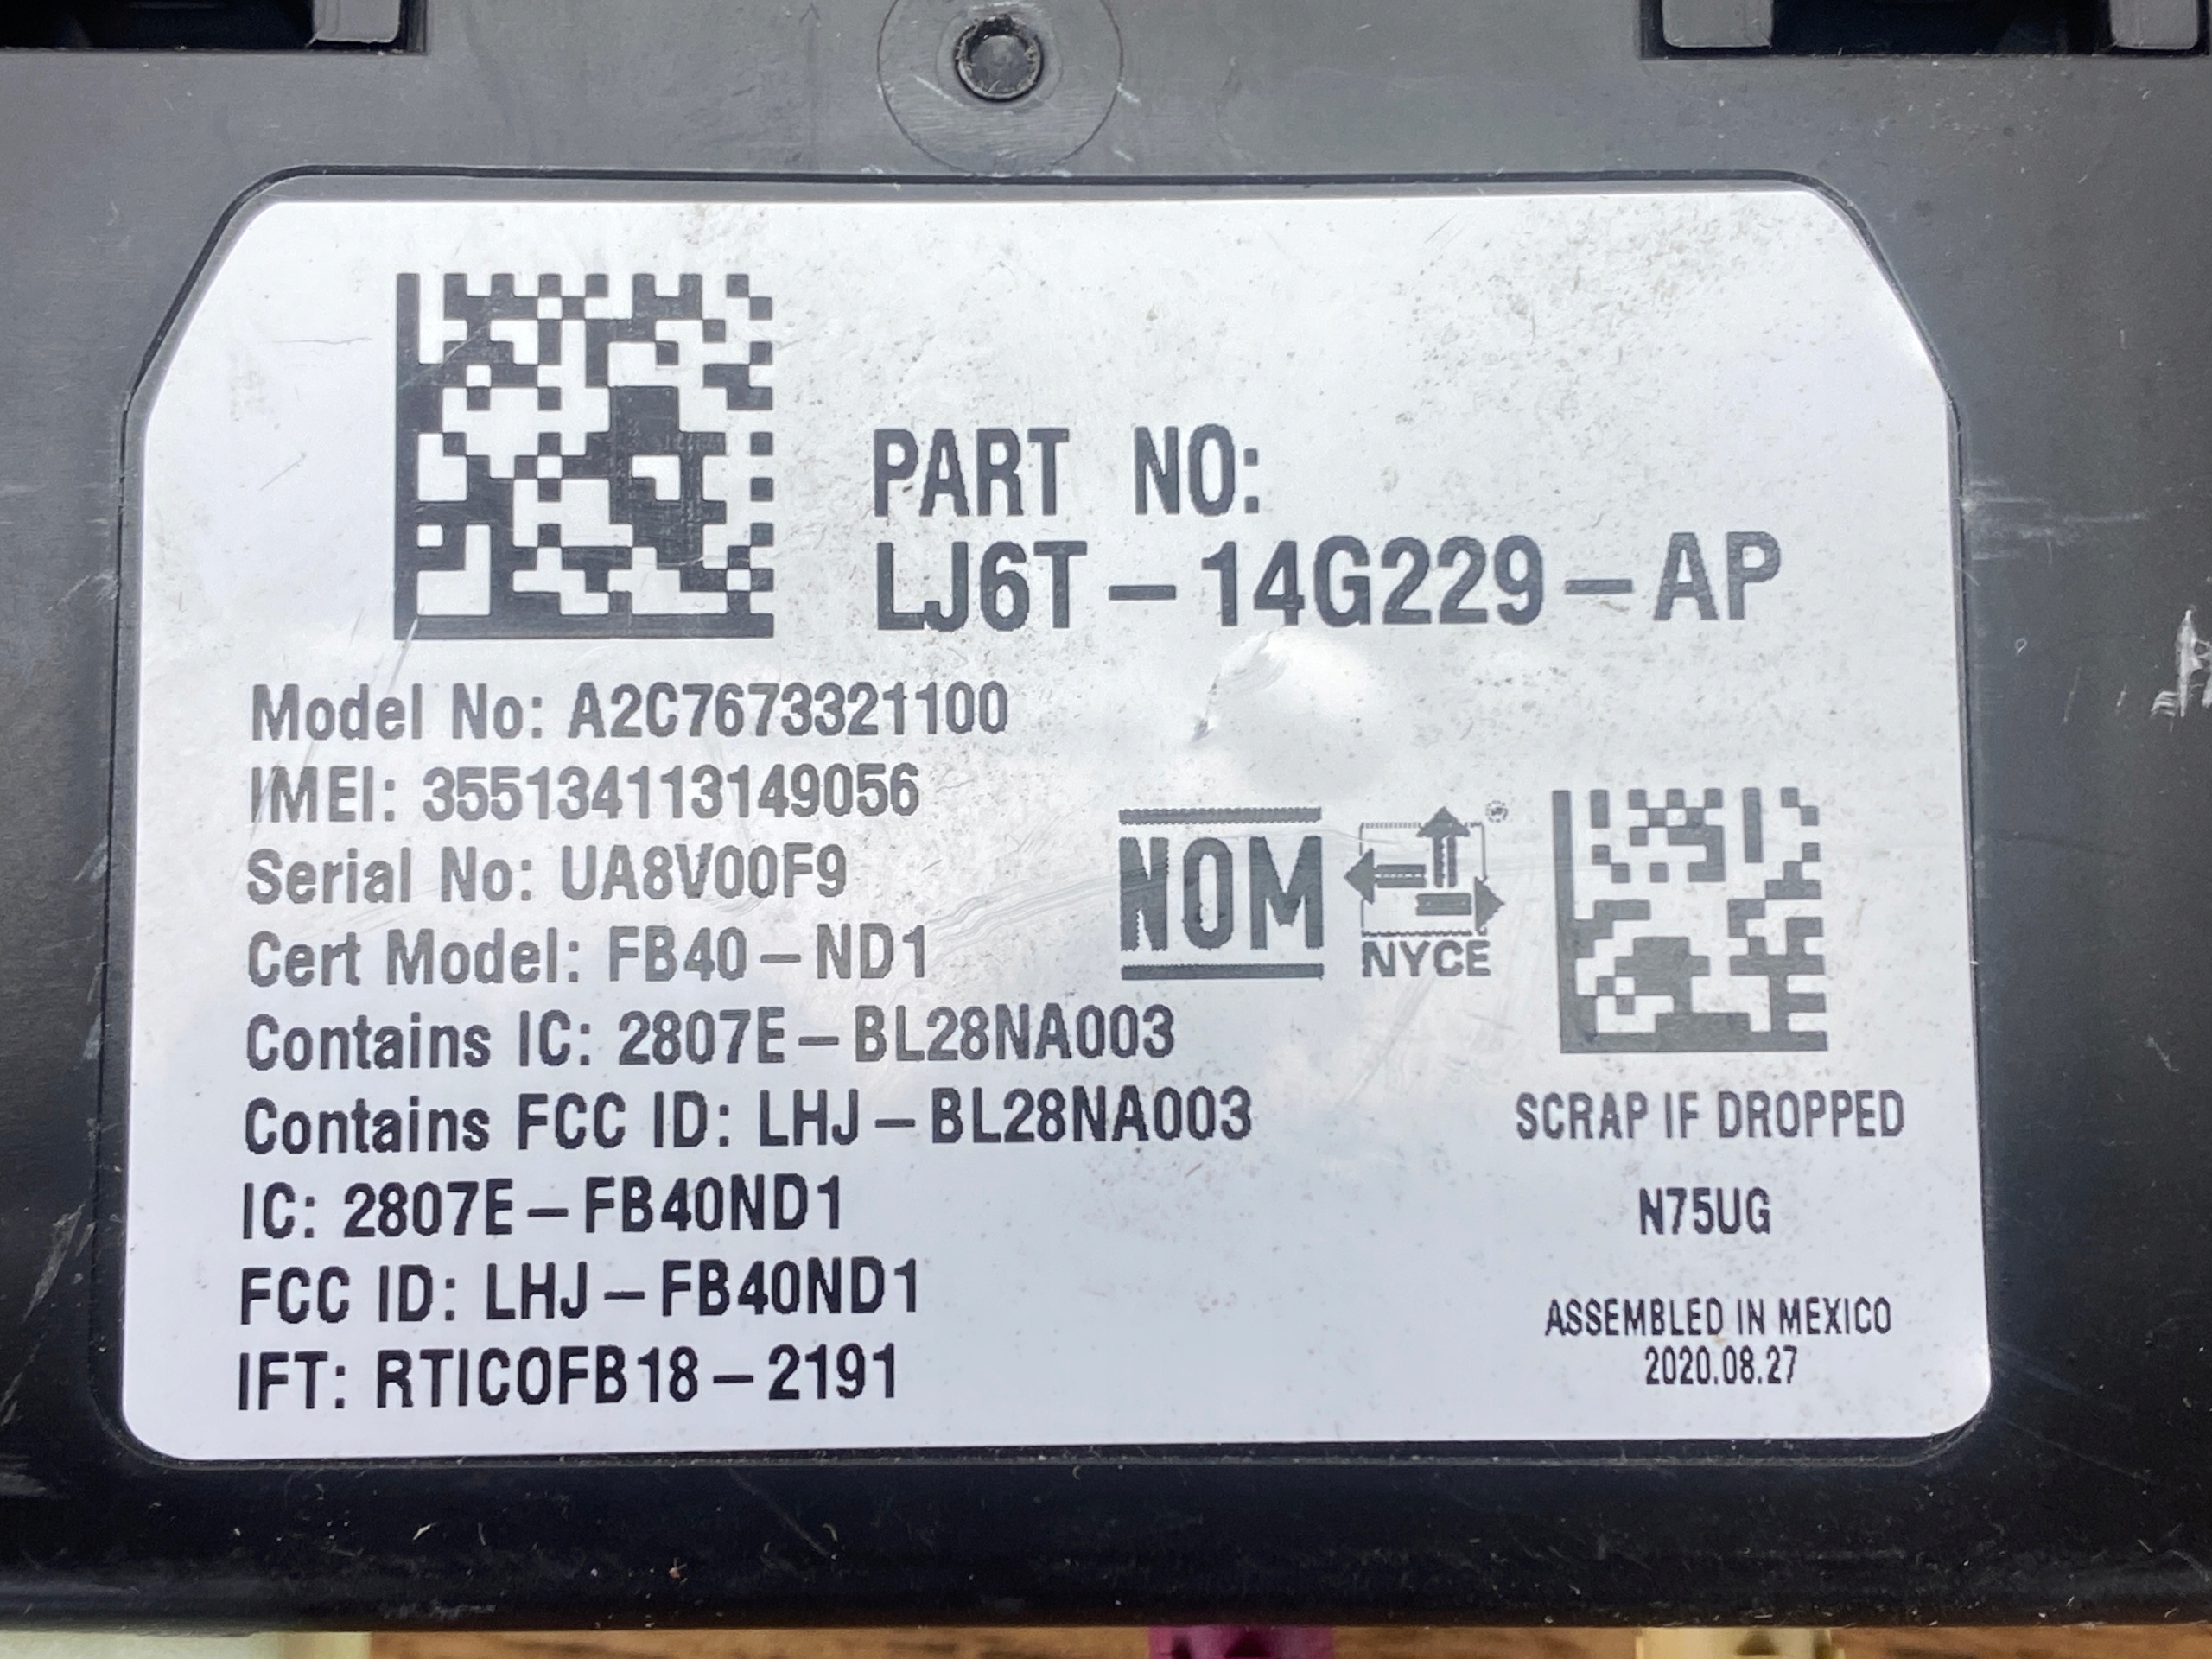 PART NO:
LJ6T-14G229-AP
Model No: A2C7673321100
IMEI: 355134113149056
Serial No: UA8V00F9
Cert Model: FB40-ND1
Contains IC: 2807E-BL28NA003
Contains FCC ID: LHJ-BL28NA003
IC: 2807E-FB40ND1
FCC ID: LHJ-FB40ND1
IFT: RTICOFB18-2191
NOM
NYCE
SCRAP IF DROPPED
N75UG
ASSEMBLED IN MEXICO
2020.08.27